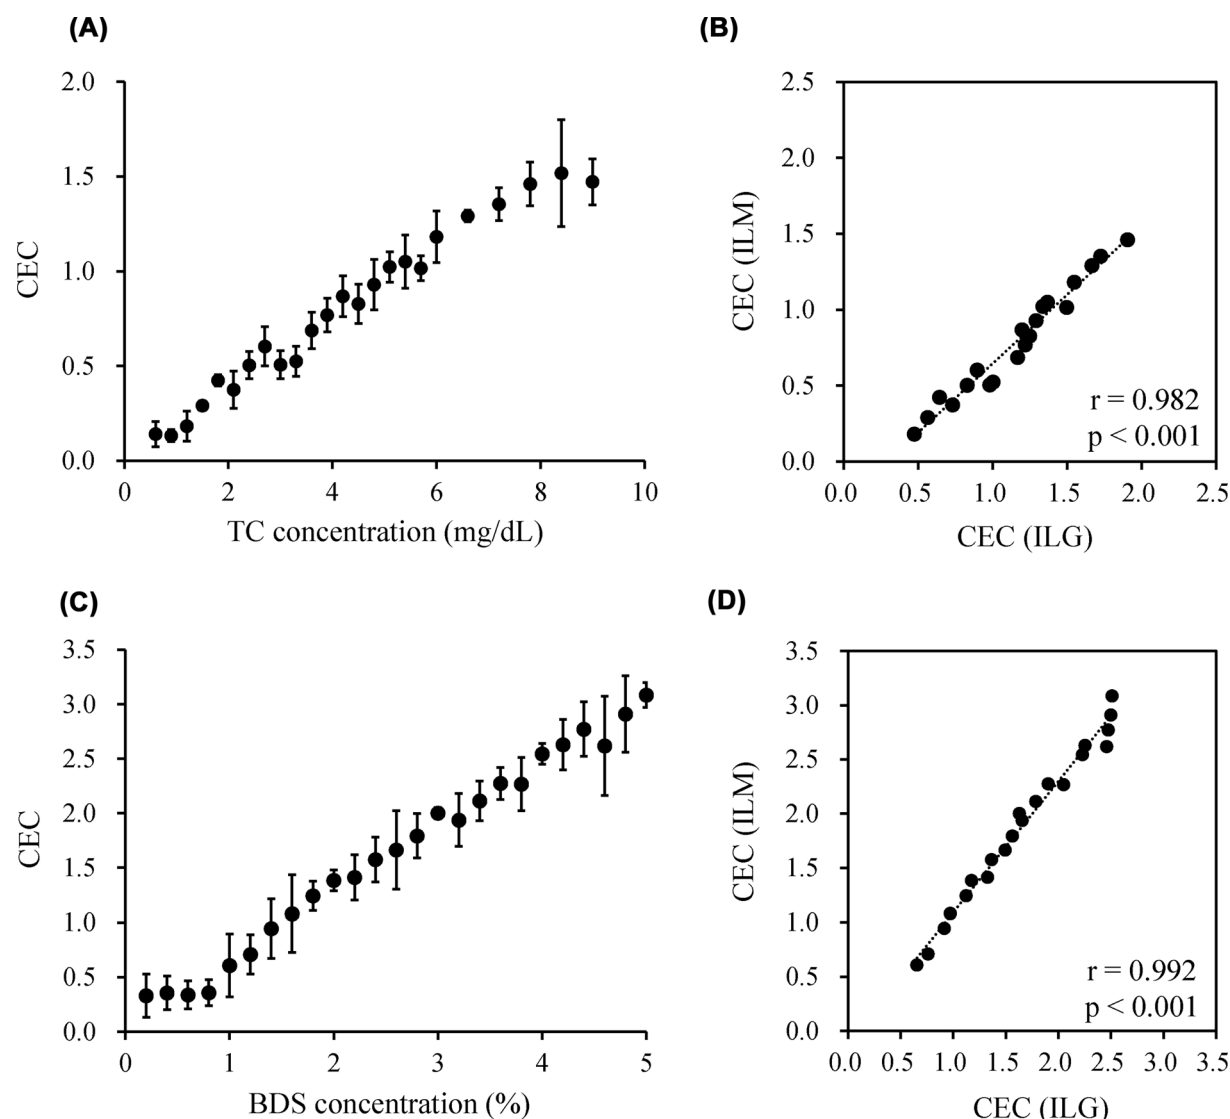 (A)
2.0
1.5
1.0
0.5
0.0
CEC
0 2 4 6 8 10
TC concentration (mg/dL)
(B)
2.5
2.0
1.5
1.0
0.5
0.0
CEC (ILM)
r = 0.982
p < 0.001
0.0 0.5 1.0 1.5 2.0 2.5
CEC (ILG)
(C)
3.5
3.0
2.5
2.0
1.5
1.0
0.5
0.0
CEC
0 1 2 3 4 5
BDS concentration (%)
(D)
3.5
3.0
2.5
2.0
1.5
1.0
0.5
0.0
CEC (ILM)
r = 0.992
p < 0.001
0.0 0.5 1.0 1.5 2.0 2.5 3.0 3.5
CEC (ILG)